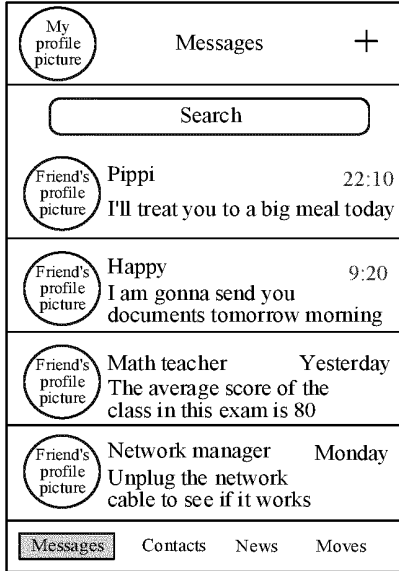 My
profile
picture
Messages
+
Search
Friend's
profile
picture
Pippi
22:10
I'll treat you to a big meal today
Friend's
profile
picture
Happy
9:20
I am gonna send you
documents tomorrow morning
Friend's
profile
picture
Math teacher
Yesterday
The average score of the
class in this exam is 80
Friend's
profile
picture
Network manager
Monday
Unplug the network
cable to see if it works
Messages
Contacts
News
Moves